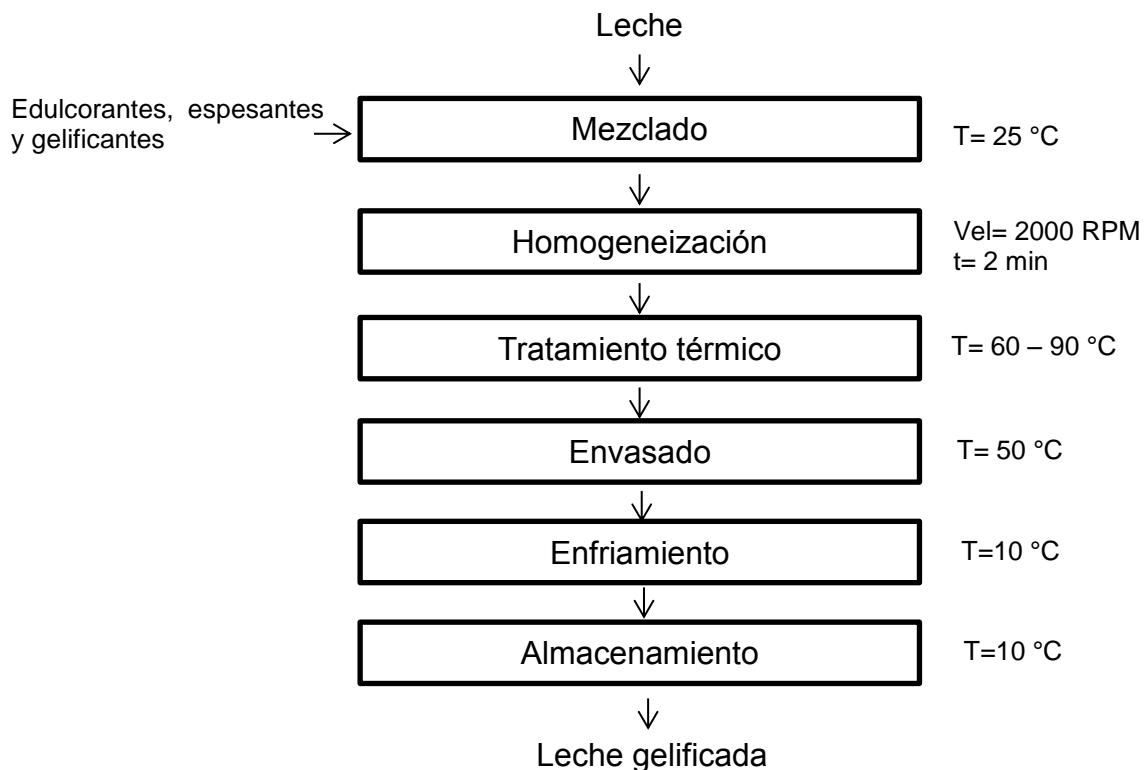 Leche
Edulcorantes, espesantes
y gelificantes
Mezclado
T= 25 °C
Homogeneización
Vel= 2000 RPM
t= 2 min
Tratamiento térmico
T= 60 – 90 °C
Envasado
T= 50 °C
Enfriamiento
T=10 °C
Almacenamiento
T=10 °C
Leche gelificada